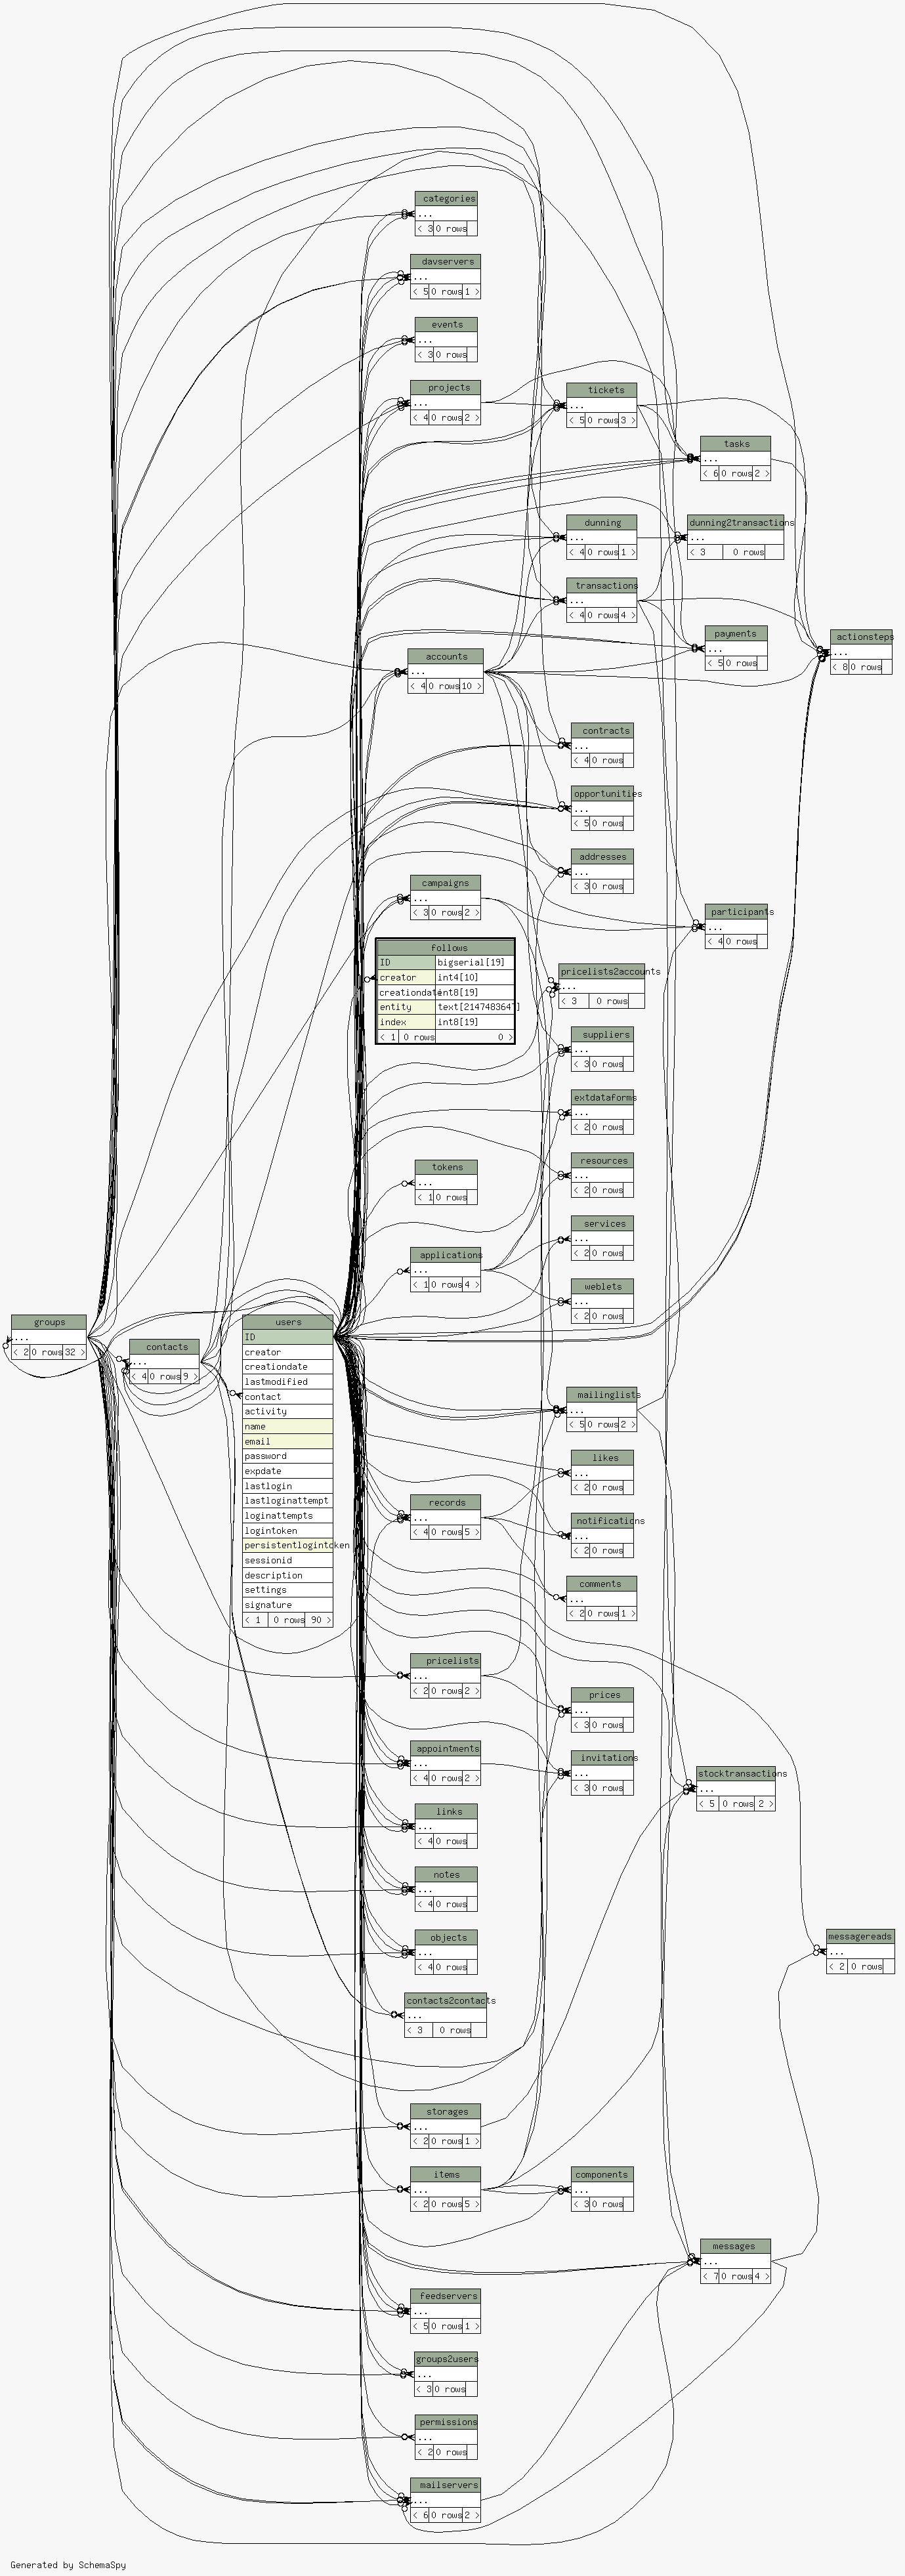 categories
...
< 3 0 rows
davservers
...
< 5 0 rows 1 >
events
...
< 3 0 rows
projects
...
< 4 0 rows 2 >
tickets
...
< 5 0 rows 3 >
tasks
...
< 6 0 rows 2 >
dunning
...
< 4 0 rows 1 >
dunning2transactions
...
< 3 0 rows
transactions
...
< 4 0 rows 4 >
payments
...
< 5 0 rows
actionsteps
...
< 8 0 rows
accounts
...
< 4 0 rows 10 >
contracts
...
< 4 0 rows
opportunities
...
< 5 0 rows
addresses
...
< 3 0 rows
campaigns
...
< 3 0 rows 2 >
participants
...
< 4 0 rows
follows
ID bigserial[19]
creator int4[10]
creationdate int8[19]
entity text[2147483647]
index int8[19]
< 1 0 rows 0 >
pricelists2accounts
...
< 3 0 rows
suppliers
...
< 3 0 rows
extdataforms
...
< 2 0 rows
tokens
...
< 1 0 rows
resources
...
< 2 0 rows
services
...
< 2 0 rows
applications
...
< 1 0 rows 4 >
weblets
...
< 2 0 rows
groups
...
< 2 0 rows 32 >
contacts
...
< 4 0 rows 9 >
users
ID
creator
creationdate
lastmodified
contact
activity
name
email
password
expdate
lastlogin
lastloginattempt
loginattempts
logintoken
persistentlogintoken
sessionid
description
settings
signature
< 1 0 rows 90 >
mailinglists
...
< 5 0 rows 2 >
likes
...
< 2 0 rows
records
...
< 4 0 rows 5 >
notifications
...
< 2 0 rows
comments
...
< 2 0 rows 1 >
pricelists
...
< 2 0 rows 2 >
prices
...
< 3 0 rows
appointments
...
< 4 0 rows 2 >
invitations
...
< 3 0 rows
stocktransactions
...
< 5 0 rows 2 >
links
...
< 4 0 rows
notes
...
< 4 0 rows
objects
...
< 4 0 rows
messagereads
...
< 2 0 rows
contacts2contacts
...
< 3 0 rows
storages
...
< 2 0 rows 1 >
items
...
< 2 0 rows 5 >
components
...
< 3 0 rows
messages
...
< 7 0 rows 4 >
feedservers
...
< 5 0 rows 1 >
groups2users
...
< 3 0 rows
permissions
...
< 2 0 rows
mailservers
...
< 6 0 rows 2 >
Generated by SchemaSpy